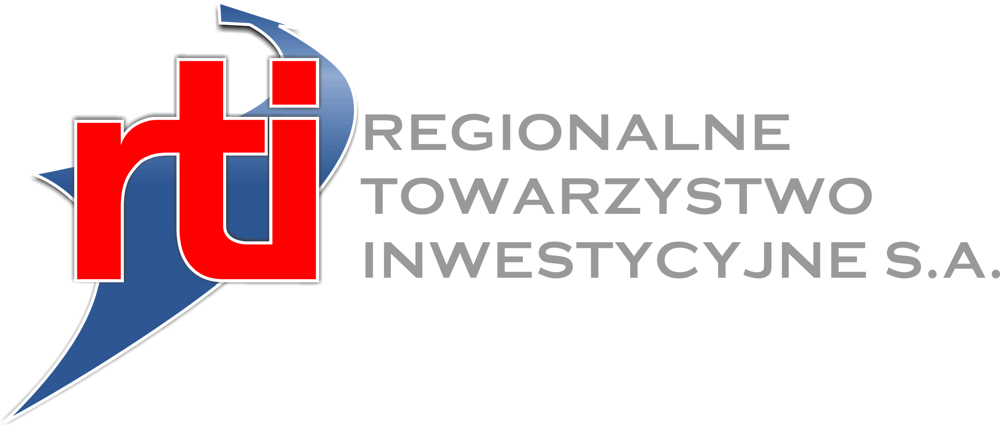 rti
REGIONALNE
TOWARZYSTWO
INWESTYCYJNE S.A.